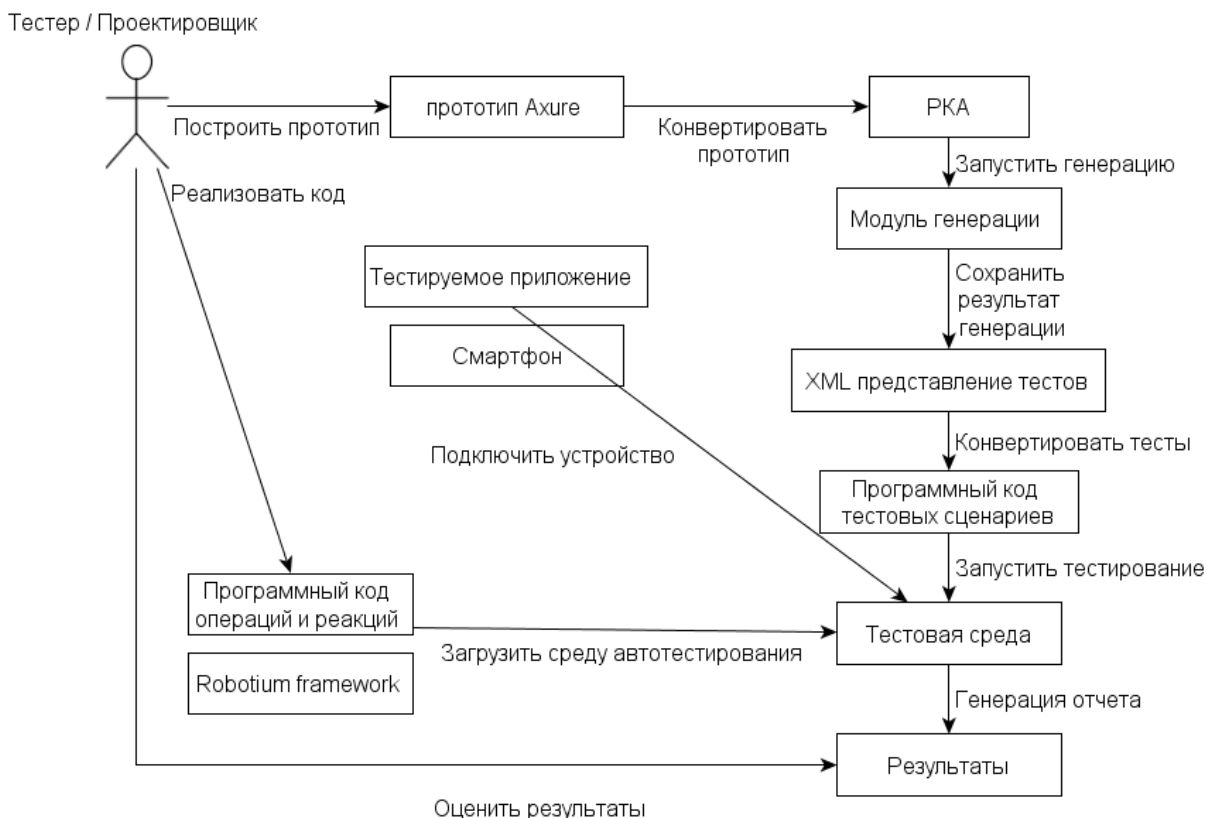 Тестер / Проектировщик
прототип Axure
РКА
Построить прототип
Конвертировать
прототип
Запустить генерацию
Реализовать код
Модуль генерации
Тестируемое приложение
Сохранить
результат
генерации
Смартфон
XML представление тестов
Подключить устройство
Конвертировать тесты
Программный код
тестовых сценариев
Запустить тестирование
Программный код
операций и реакций
Тестовая среда
Загрузить среду автотестирования
Robotium framework
Генерация отчета
Результаты
Оценить результаты